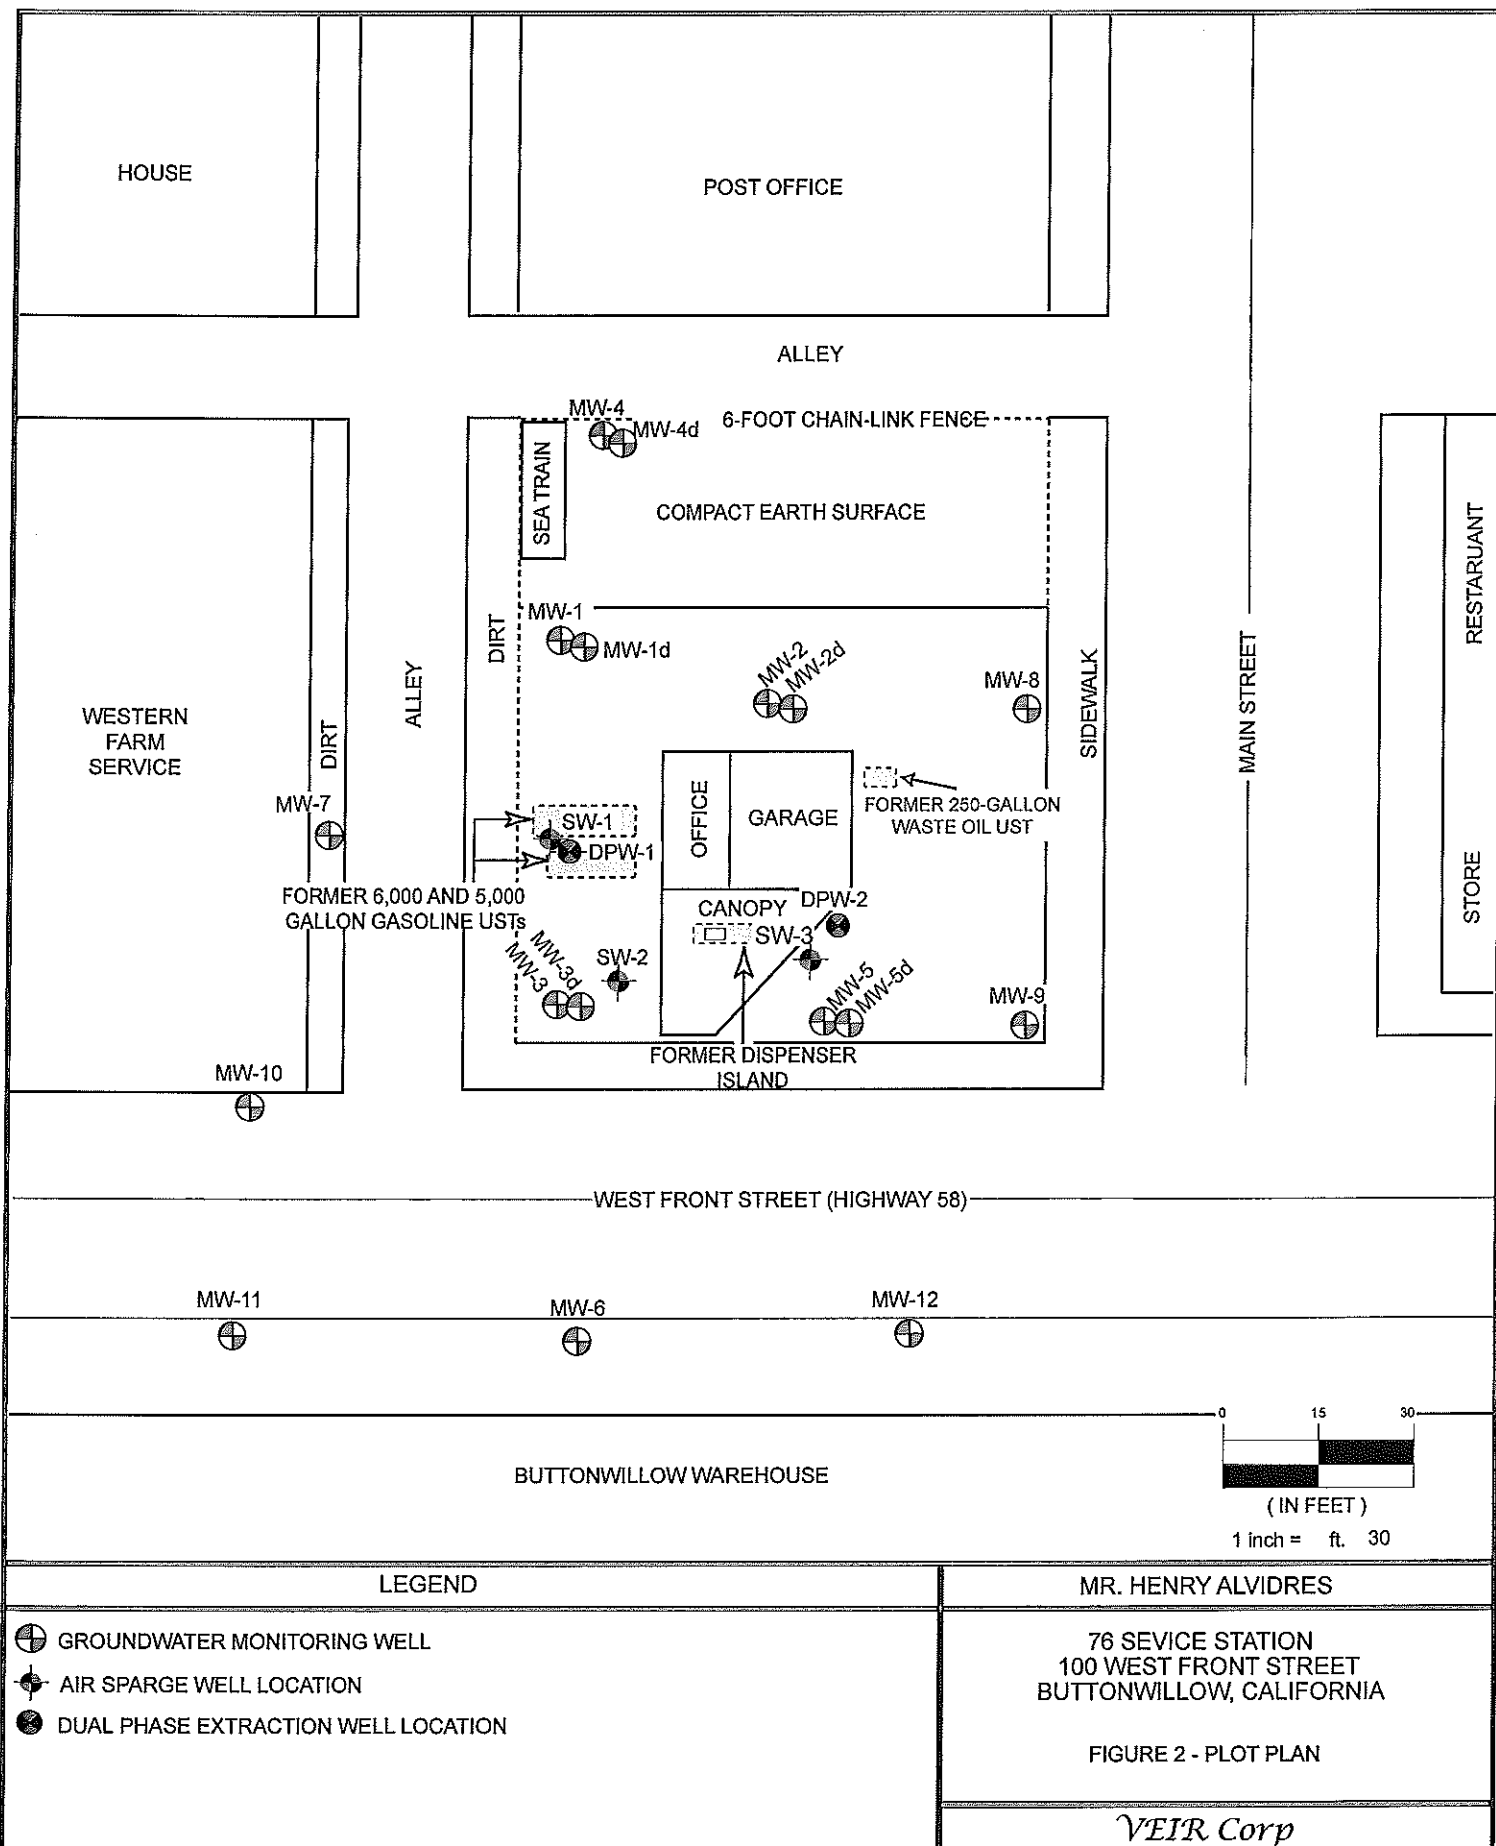 HOUSE
POST OFFICE
ALLEY
MW-4
MW-4d
6-FOOT CHAIN-LINK FENCE
SEA TRAIN
COMPACT EARTH SURFACE
RESTARUANT
MW-1
MW-1d
DIRT
MW-2
MW-2d
MW-8
SIDEWALK
MAIN STREET
ALLEY
WESTERN
FARM
SERVICE
DIRT
MW-7
SW-1
DPW-1
OFFICE
GARAGE
FORMER 250-GALLON
WASTE OIL UST
STORE
FORMER 6,000 AND 5,000
GALLON GASOLINE USTs
CANOPY
DPW-2
SW-3
MW-3d
MW-3
SW-2
MW-5
MW-5d
MW-9
FORMER DISPENSER
ISLAND
MW-10
WEST FRONT STREET (HIGHWAY 58)
MW-11
MW-6
MW-12
0 15 30
BUTTONWILLOW WAREHOUSE
( IN FEET )
1 inch = ft. 30
LEGEND
GROUNDWATER MONITORING WELL
AIR SPARGE WELL LOCATION
DUAL PHASE EXTRACTION WELL LOCATION
MR. HENRY ALVIDRES
76 SEVICE STATION
100 WEST FRONT STREET
BUTTONWILLOW, CALIFORNIA
FIGURE 2 - PLOT PLAN
VEIR Corp